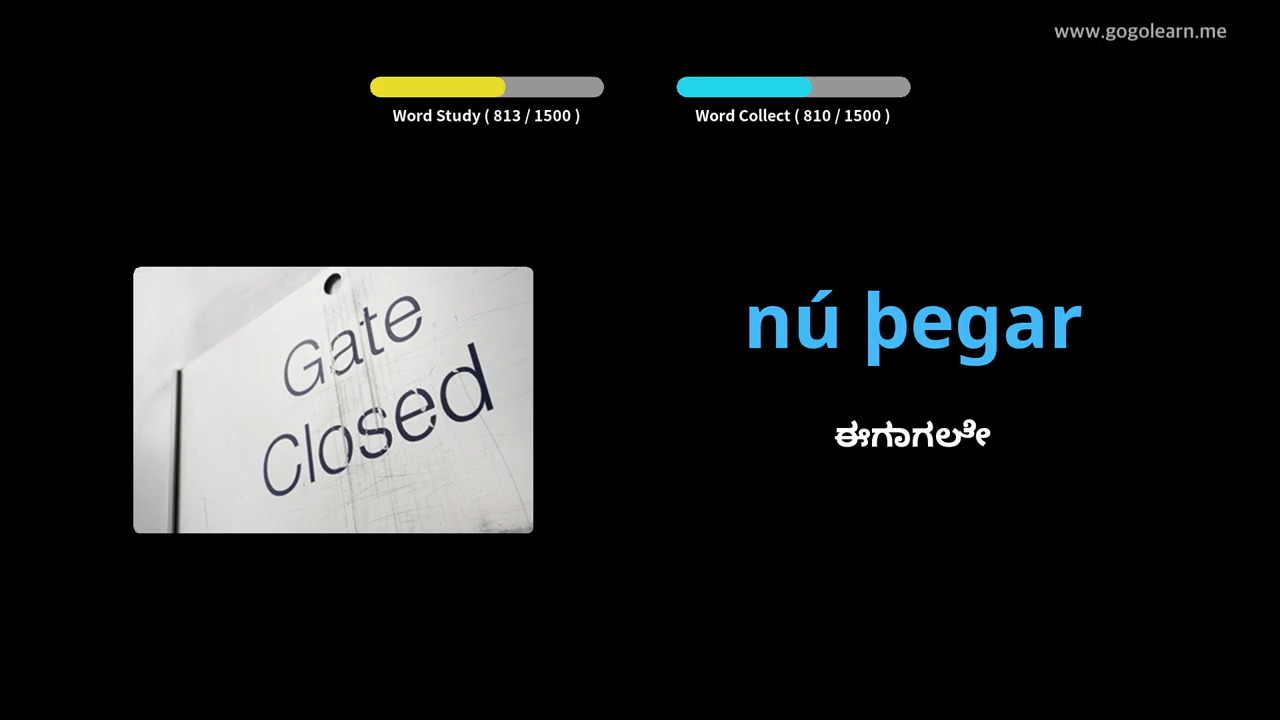 www.gogolearn.me
Word Study ( 813 / 1500 )
Word Collect ( 810 / 1500 )
Gate
Closed
nú þegar
ಈಗಾಗಲೇ